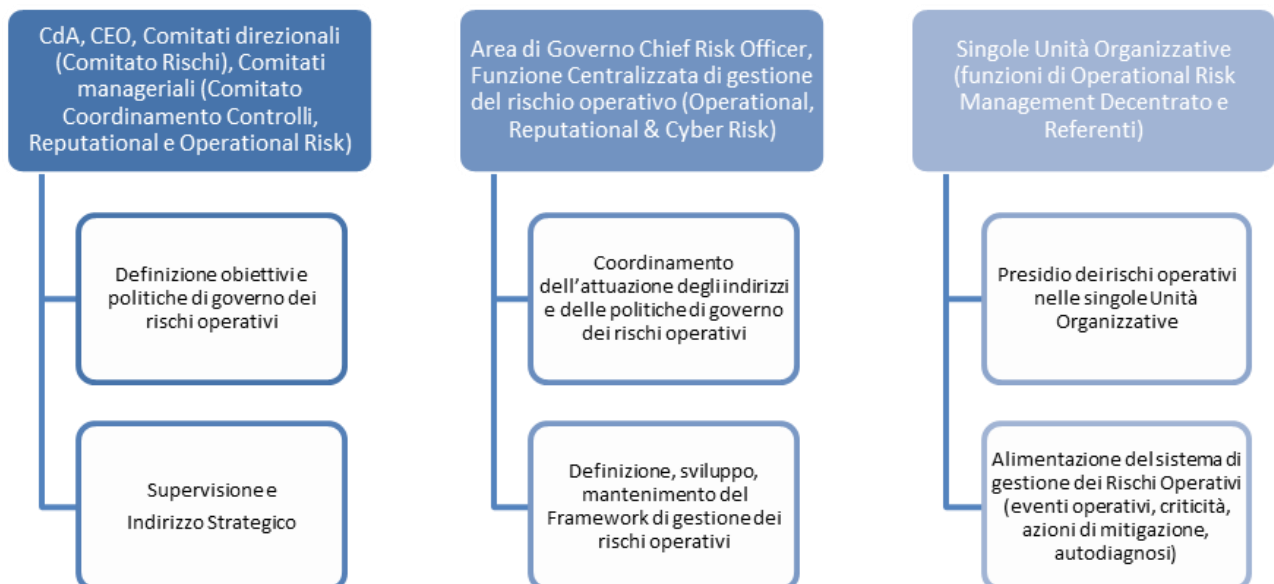 CdA, CEO, Comitati direzionali
(Comitato Rischi), Comitati
manageriali (Comitato
Coordinamento Controlli,
Reputational e Operational Risk)
Definizione obiettivi e
politiche di governo dei
rischi operativi
Supervisione e
Indirizzo Strategico
Area di Governo Chief Risk Officer,
Funzione Centralizzata di gestione
del rischio operativo (Operational,
Reputational & Cyber Risk)
Coordinamento
dell'attuazione degli indirizzi
e delle politiche di governo
dei rischi operativi
Definizione, sviluppo,
mantenimento del
Framework di gestione dei
rischi operativi
Singole Unità Organizzative
(funzioni di Operational Risk
Management Decentrato e
Referenti)
Presidio dei rischi operativi
nelle singole Unità
Organizzative
Alimentazione del sistema di
gestione dei Rischi Operativi
(eventi operativi, criticità,
azioni di mitigazione,
autodiagnosi)